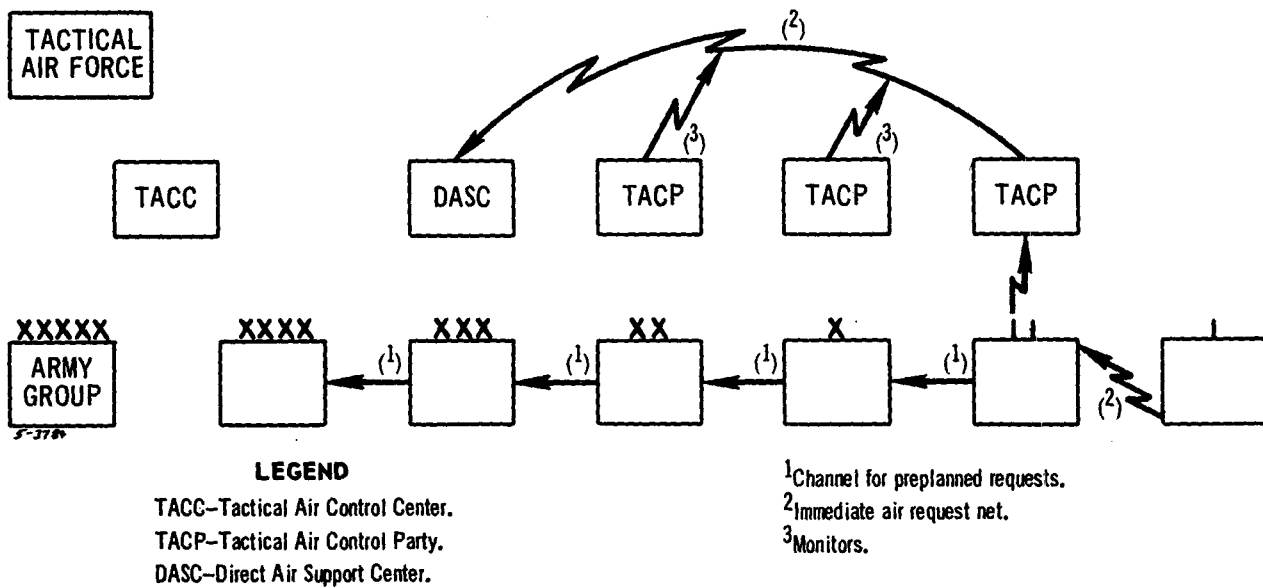 TACTICAL
AIR FORCE
(2)
(3)
(3)
TACC
DASC
TACP
TACP
TACP
XXXXX
XXXX
XXX
XX
X
II
I
ARMY
GROUP
(1)
(1)
(1)
(1)
(2)
5-3784
LEGEND
TACC–Tactical Air Control Center.
TACP–Tactical Air Control Party.
DASC–Direct Air Support Center.
1Channel for preplanned requests.
2Immediate air request net.
3Monitors.